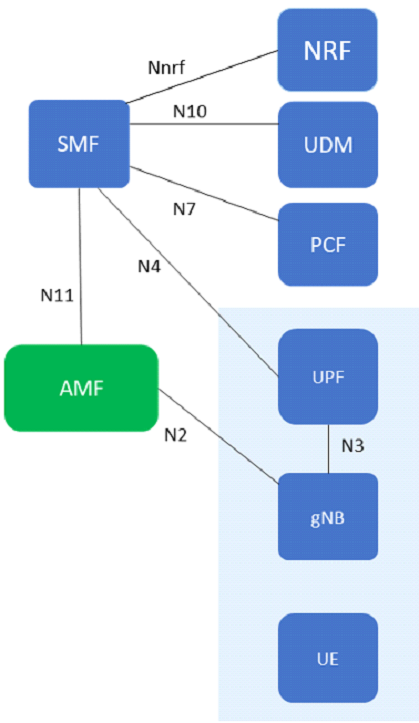 NRF
Nnrf
N10
SMF
UDM
N7
PCF
N4
N11
UPF
AMF
N2
N3
gNB
UE